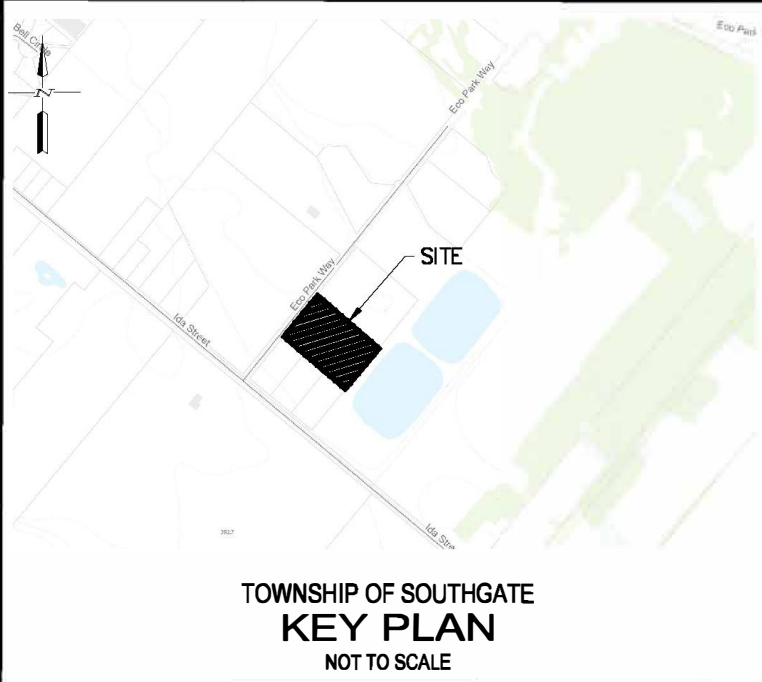 Bell Circle
Eco Park
N
Eco Park Way
SITE
Eco Park Way
Ida Street
Ida Stre
TOWNSHIP OF SOUTHGATE
KEY PLAN
NOT TO SCALE